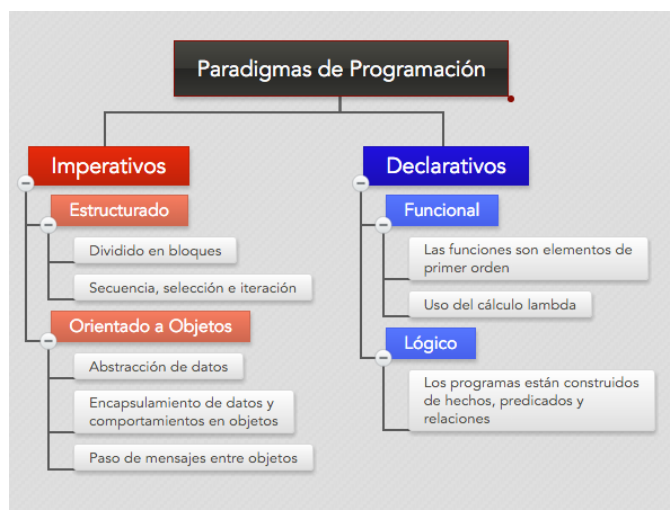 Paradigmas de Programación
Imperativos
Estructurado
Dividido en bloques
Secuencia, selección e iteración
Orientado a Objetos
Abstracción de datos
Encapsulamiento de datos y
comportamientos en objetos
Paso de mensajes entre objetos
Declarativos
Funcional
Las funciones son elementos de
primer orden
Uso del cálculo lambda
Lógico
Los programas están construidos
de hechos, predicados y
relaciones